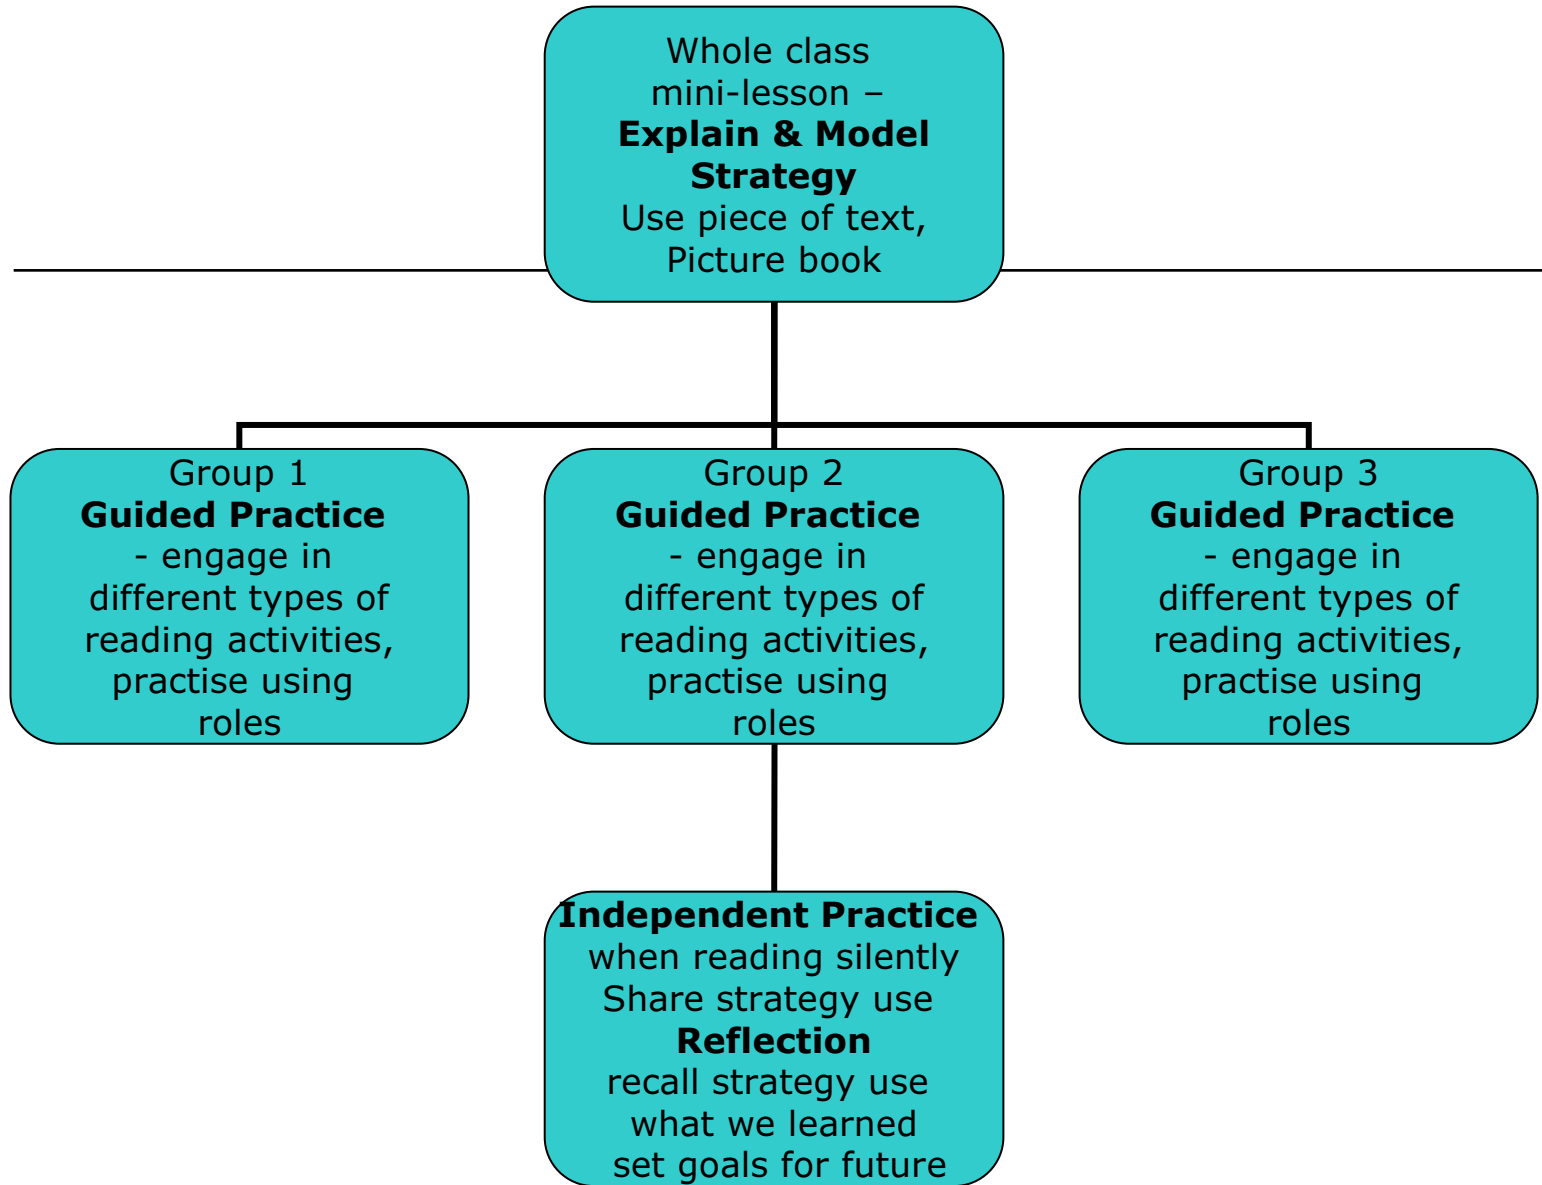 Whole class
mini-lesson –
Explain & Model
Strategy
Use piece of text,
Picture book
Group 1
Guided Practice
- engage in
different types of
reading activities,
practise using
roles
Group 2
Guided Practice
- engage in
different types of
reading activities,
practise using
roles
Group 3
Guided Practice
- engage in
different types of
reading activities,
practise using
roles
Independent Practice
when reading silently
Share strategy use
Reflection
recall strategy use
what we learned
set goals for future